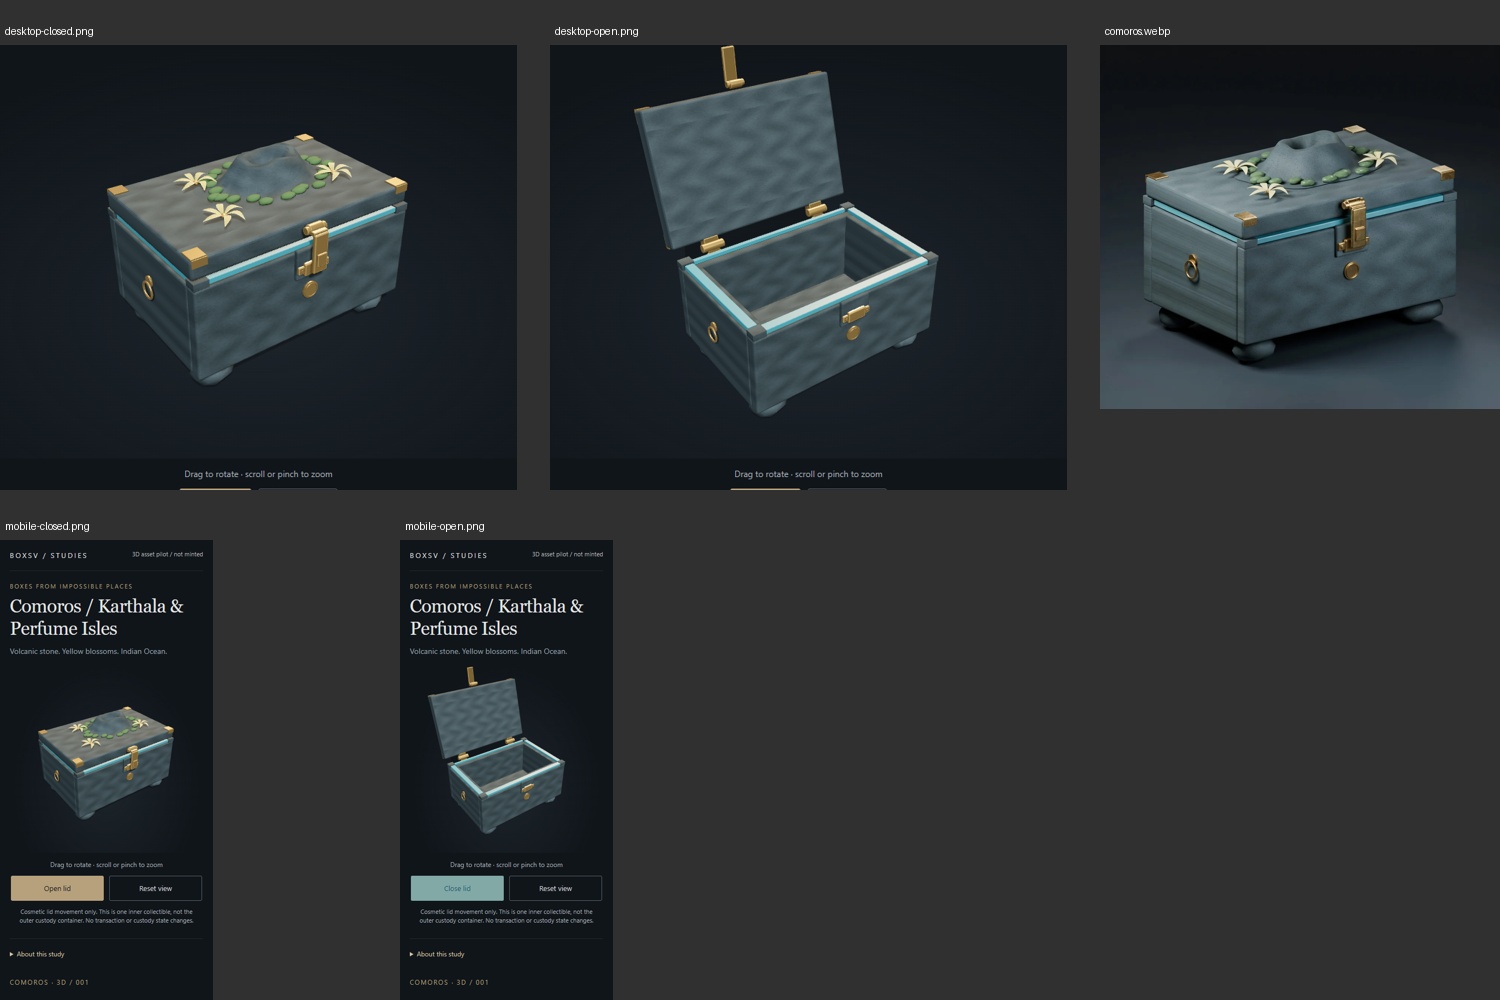 desktop-closed.png
desktop-open.png
comoros.webp
Drag to rotate · scroll or pinch to zoom
Drag to rotate · scroll or pinch to zoom
mobile-closed.png
BOXSV / STUDIES
3D asset pilot / not minted
BOXES FROM IMPOSSIBLE PLACES
Comoros / Karthala &
Perfume Isles
Volcanic stone. Yellow blossoms. Indian Ocean.
Drag to rotate · scroll or pinch to zoom
Open lid
Reset view
Cosmetic lid movement only. This is one inner collectible, not the
outer custody container. No transaction or custody state changes.
▶ About this study
COMOROS - 3D / 001
mobile-open.png
BOXSV / STUDIES
3D asset pilot / not minted
BOXES FROM IMPOSSIBLE PLACES
Comoros / Karthala &
Perfume Isles
Volcanic stone. Yellow blossoms. Indian Ocean.
Drag to rotate · scroll or pinch to zoom
Close lid
Reset view
Cosmetic lid movement only. This is one inner collectible, not the
outer custody container. No transaction or custody state changes.
▶ About this study
COMOROS - 3D / 001